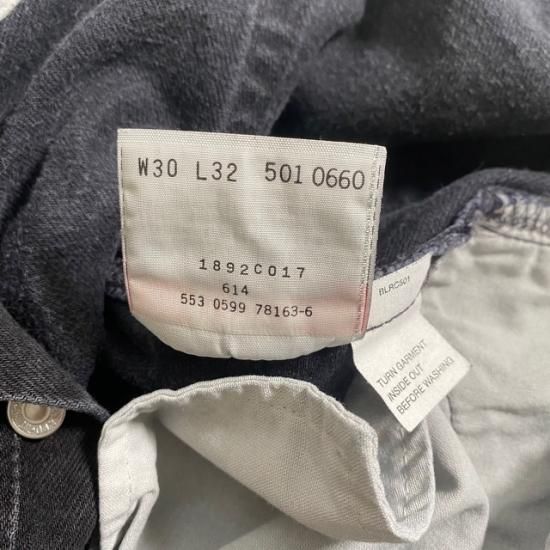 W30 L32 501 0660
1892C017
614
553 0599 78163-6
BLRC501
TURN GARMENT
INSIDE OUT
BEFORE WASHING